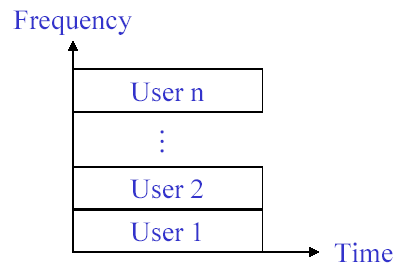 Frequency
User n
⋮
User 2
User 1
Time